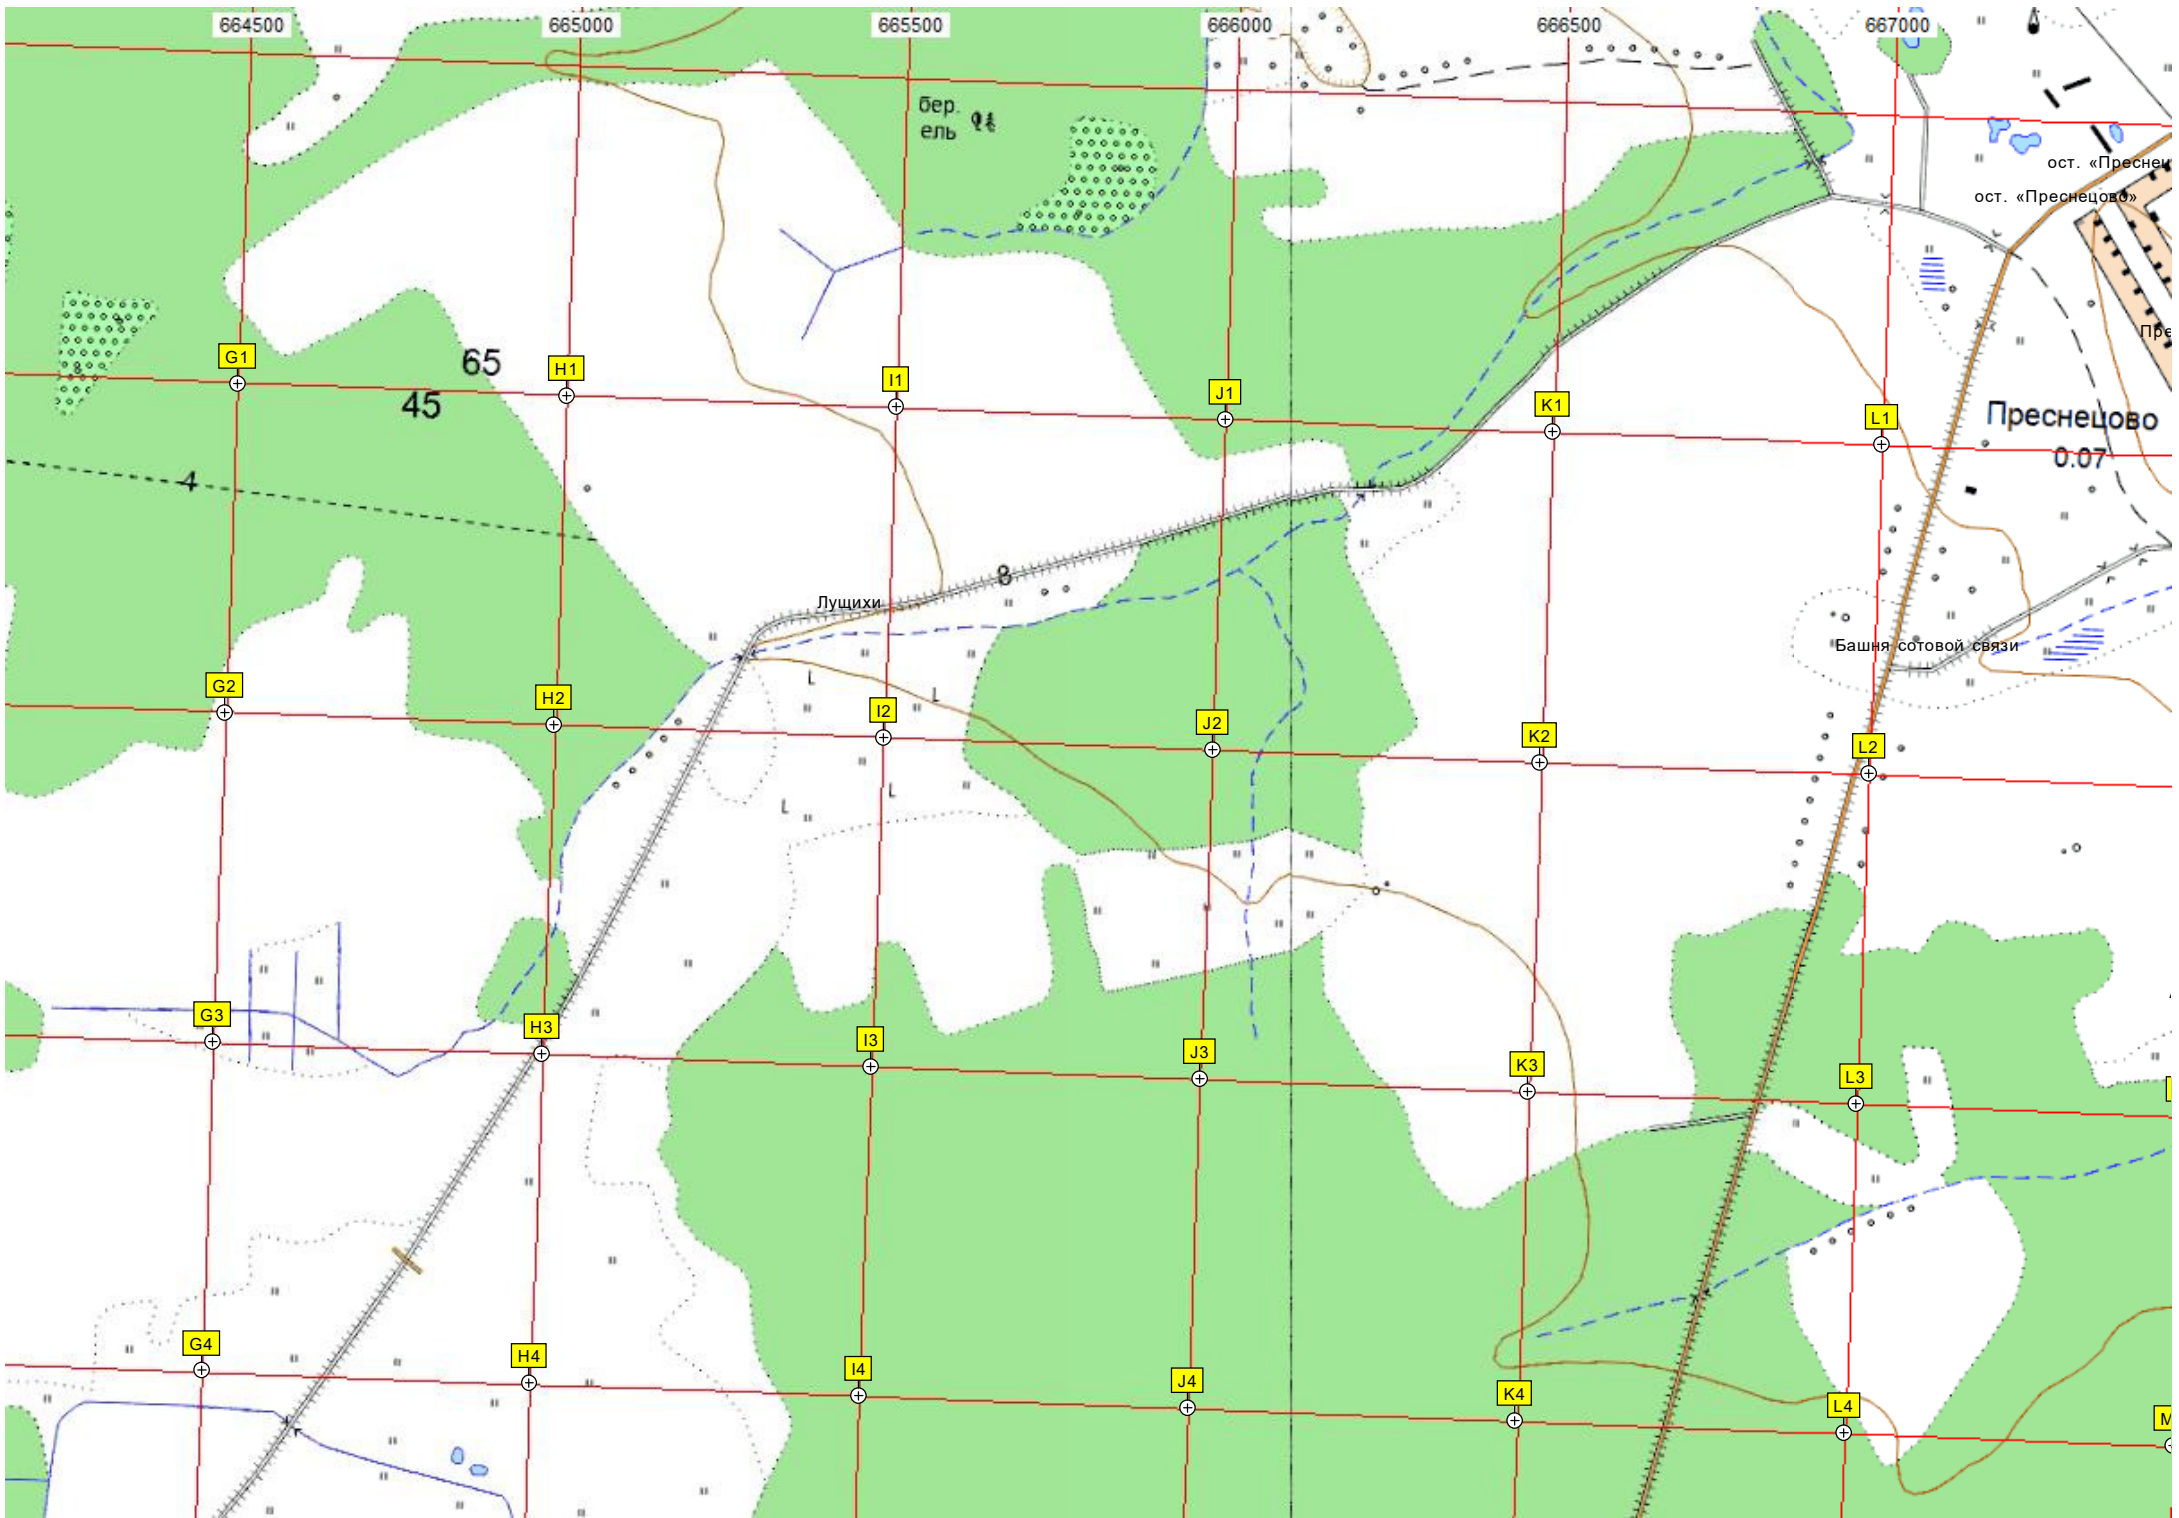 664500 665000 665500 666000 666500 667000
бер.
ель
ост. «Преснец
ост. «Преснецово»
Пре
65
45
G1 H1 I1 J1 K1 L1
Преснецово
0.07
4
8
Лущихи
Башня сотовой связи
G2 H2 I2 J2 K2 L2
G3 H3 I3 J3 K3 L3
G4 H4 I4 J4 K4 L4 M